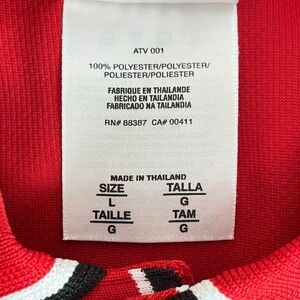 ATV 001
100% POLYESTER/POLYESTER/
POLIESTER/POLIÉSTER
FABRIQUE EN THAILANDE
HECHO EN TAILANDIA
FABRICADO NA TAILANDIA
RN# 88387 CA# 00411
MADE IN THAILAND
SIZE TALLA
L G
TAILLE TAM
G G